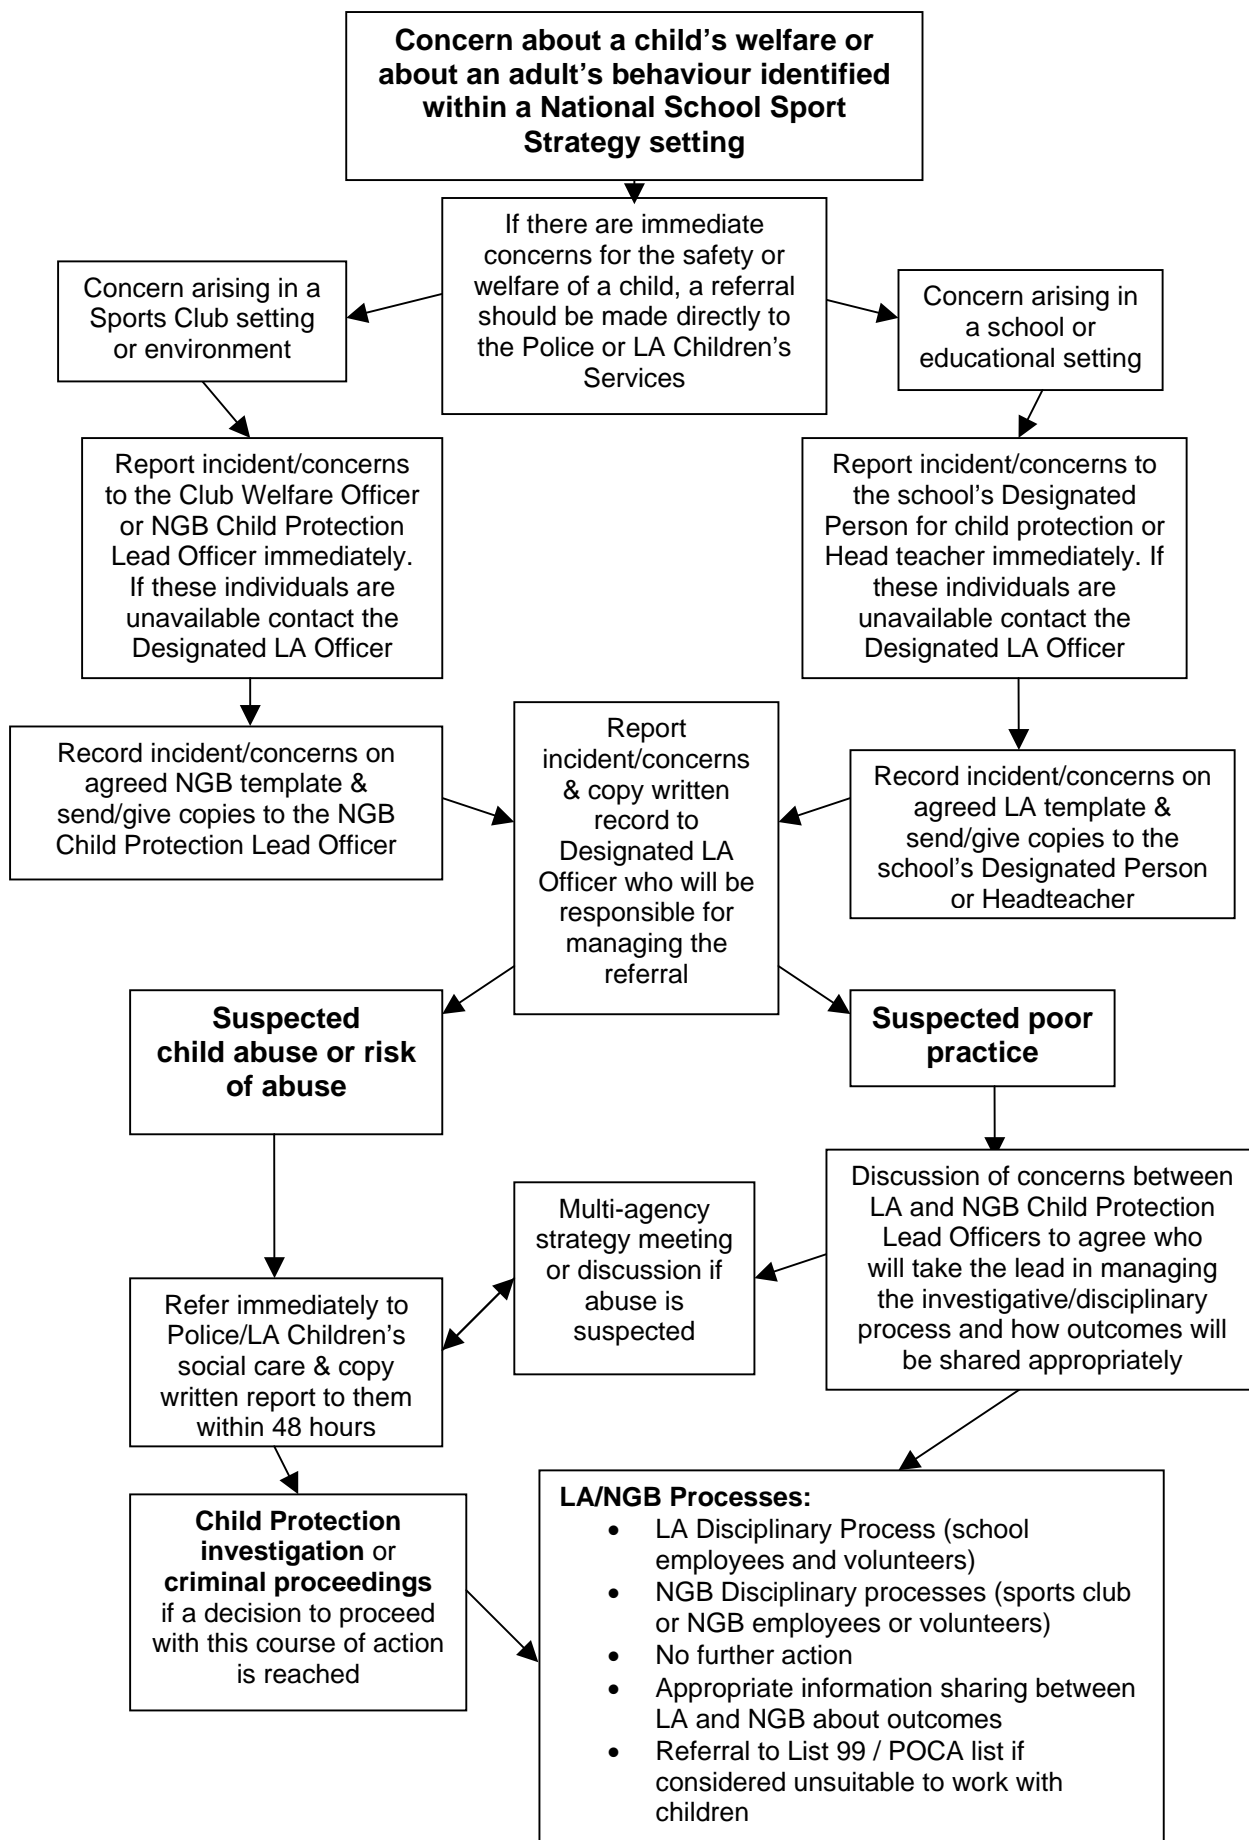 Concern about a child’s welfare or
about an adult’s behaviour identified
within a National School Sport
Strategy setting
If there are immediate
concerns for the safety or
welfare of a child, a referral
should be made directly to
the Police or LA Children’s
Services
Concern arising in a
Sports Club setting
or environment
Concern arising in
a school or
educational setting
Report incident/concerns
to the Club Welfare Officer
or NGB Child Protection
Lead Officer immediately.
If these individuals are
unavailable contact the
Designated LA Officer
Report incident/concerns to
the school’s Designated
Person for child protection or
Head teacher immediately. If
these individuals are
unavailable contact the
Designated LA Officer
Record incident/concerns on
agreed NGB template &
send/give copies to the NGB
Child Protection Lead Officer
Report
incident/concerns
& copy written
record to
Designated LA
Officer who will be
responsible for
managing the
referral
Record incident/concerns on
agreed LA template &
send/give copies to the
school’s Designated Person
or Headteacher
Suspected
child abuse or risk
of abuse
Suspected poor
practice
Multi-agency
strategy meeting
or discussion if
abuse is
suspected
Discussion of concerns between
LA and NGB Child Protection
Lead Officers to agree who
will take the lead in managing
the investigative/disciplinary
process and how outcomes will
be shared appropriately
Refer immediately to
Police/LA Children’s
social care & copy
written report to them
within 48 hours
Child Protection
investigation or
criminal proceedings
if a decision to proceed
with this course of action
is reached
LA/NGB Processes:
• LA Disciplinary Process (school
employees and volunteers)
• NGB Disciplinary processes (sports club
or NGB employees or volunteers)
• No further action
• Appropriate information sharing between
LA and NGB about outcomes
• Referral to List 99 / POCA list if
considered unsuitable to work with
children